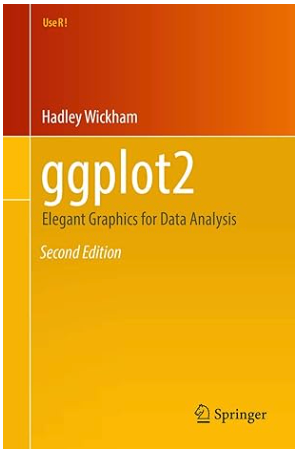 Use R!
Hadley Wickham
ggplot2
Elegant Graphics for Data Analysis
Second Edition
Springer